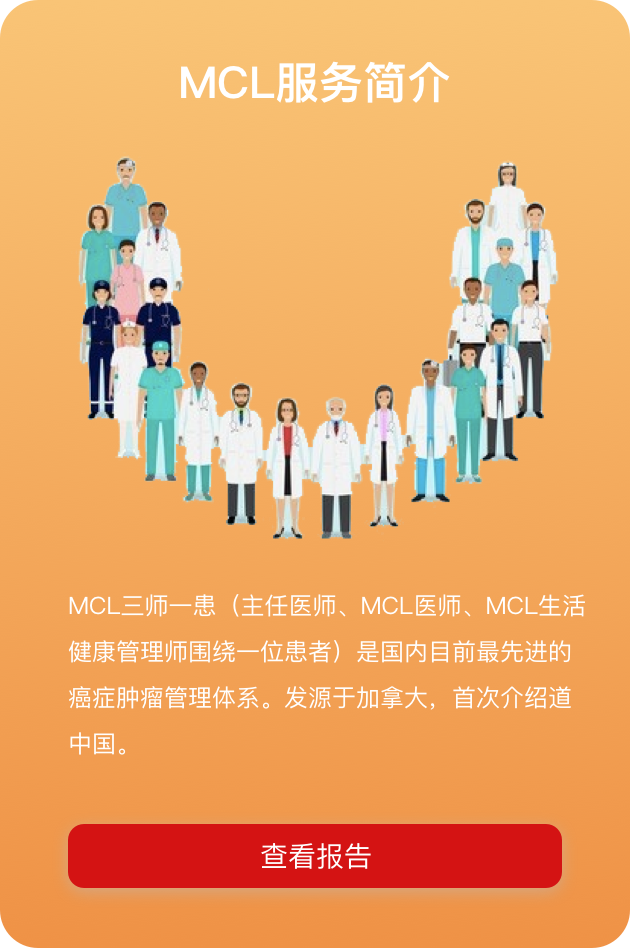 MCL服务简介
MCL三师一患（主任医师、MCL医师、MCL生活
健康管理师围绕一位患者）是国内目前最先进的
癌症肿瘤管理体系。发源于加拿大，首次介绍道
中国。
查看报告